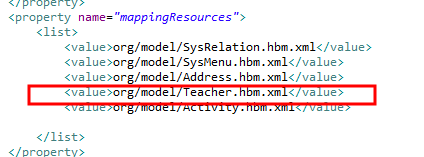 </property>
<property name="mappingResources">
<list>
<value>org/model/SysRelation.hbm.xml</value>
<value>org/model/SysMenu.hbm.xml</value>
<value>org/model/Address.hbm.xml</value>
<value>org/model/Teacher.hbm.xml</value>
<value>org/model/Activity.hbm.xml</value>
</list>
</property>